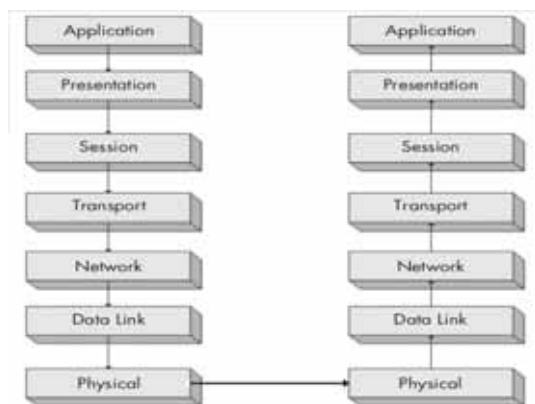 Application
Presentation
Session
Transport
Network
Data Link
Physical
Application
Presentation
Session
Transport
Network
Data Link
Physical